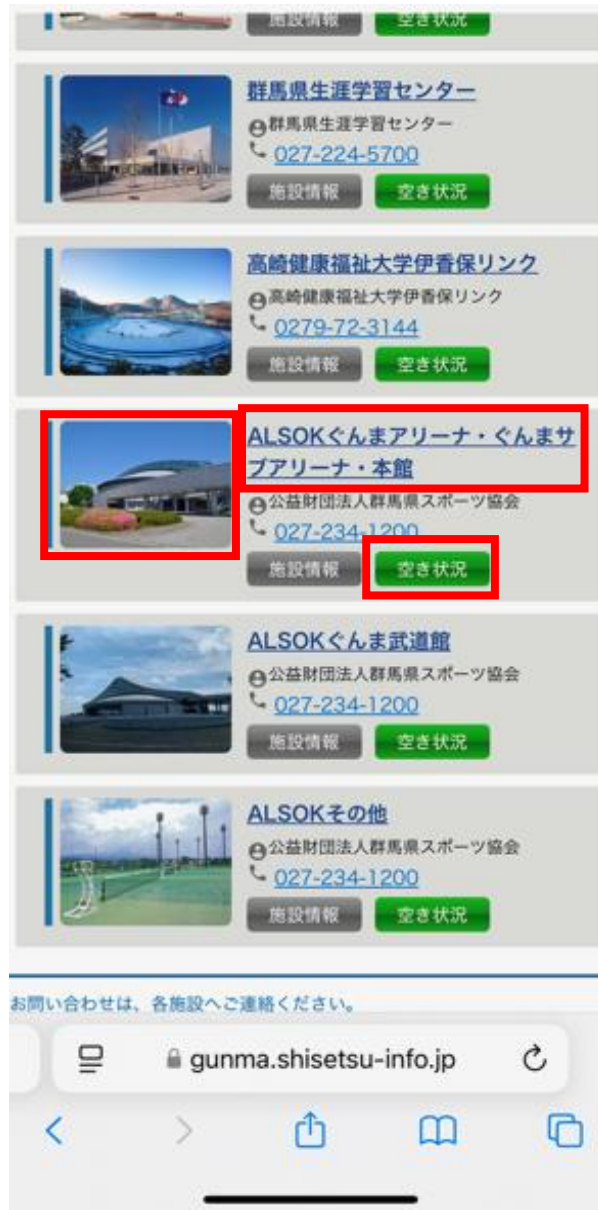 施設情報 空き状況
群馬県生涯学習センター
群馬県生涯学習センター
027-224-5700
施設情報 空き状況
高崎健康福祉大学伊香保リンク
高崎健康福祉大学伊香保リンク
0279-72-3144
施設情報 空き状況
ALSOKぐんまアリーナ・ぐんまサ
ブアリーナ・本館
公益財団法人群馬県スポーツ協会
027-234-1200
施設情報 空き状況
ALSOKぐんま武道館
公益財団法人群馬県スポーツ協会
027-234-1200
施設情報 空き状況
ALSOKその他
公益財団法人群馬県スポーツ協会
027-234-1200
施設情報 空き状況
お問い合わせは、各施設へご連絡ください。
gunma.shisetsu-info.jp